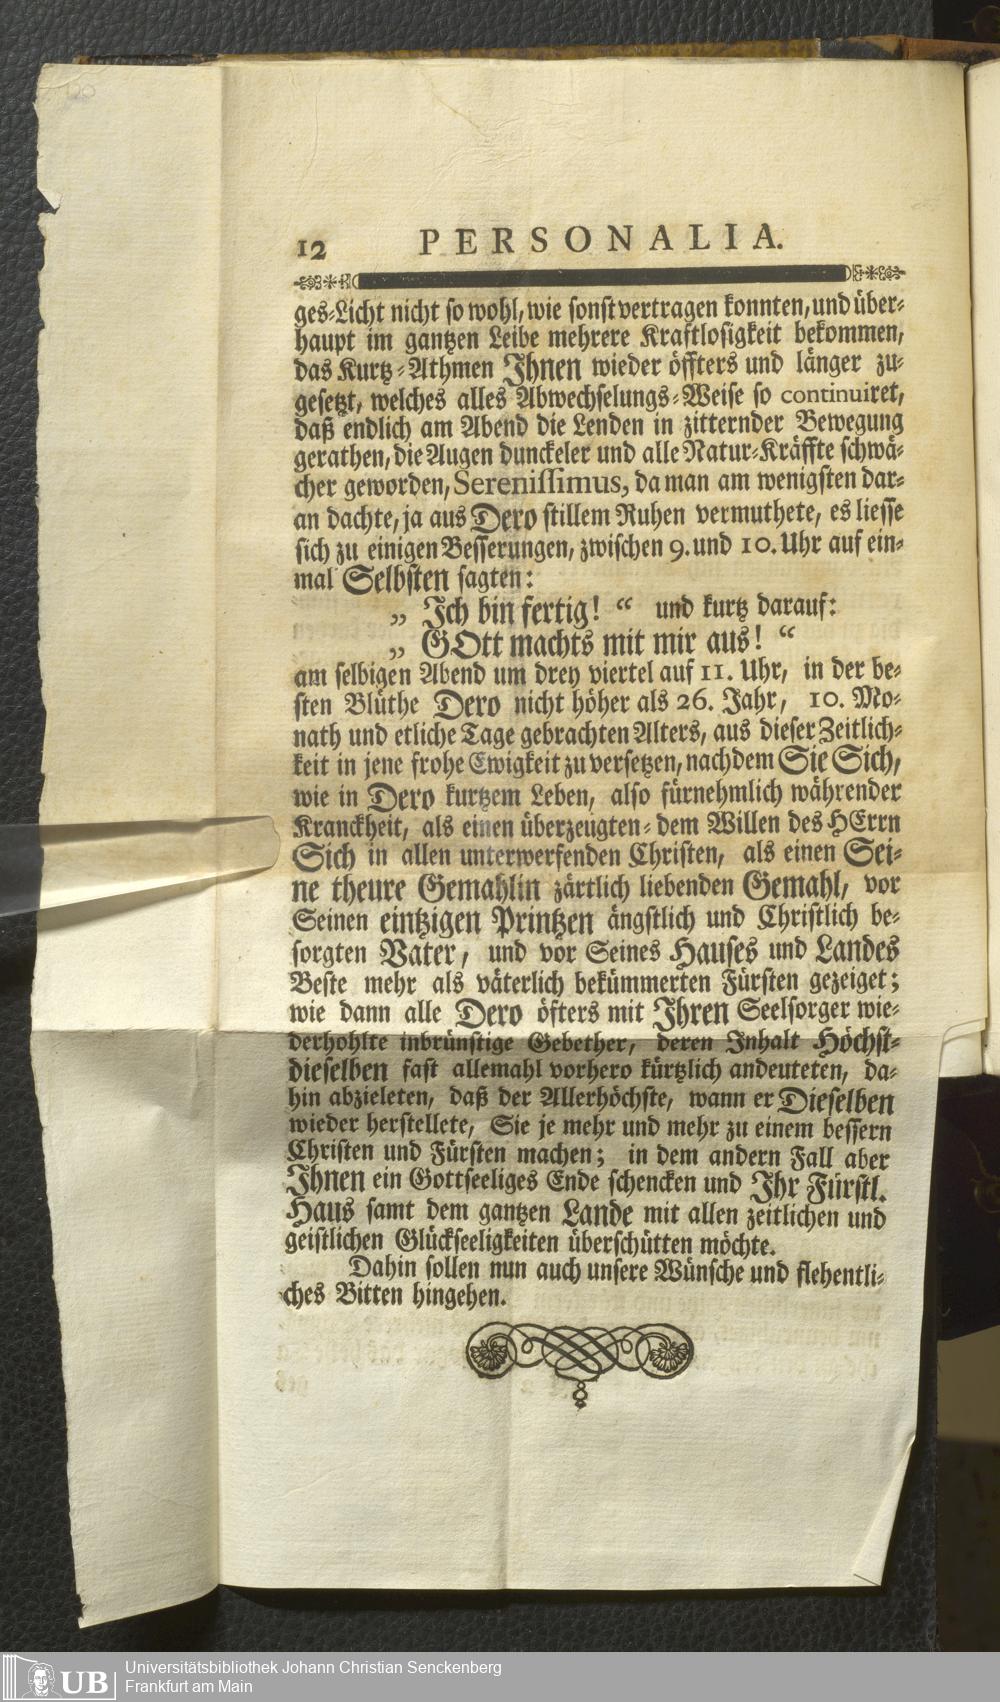 12 PERSONALIA.
ges-Licht nicht so wohl, wie sonst vertragen konnten, und über-
haupt im gantzen Leibe mehrere Kraftlosigkeit bekommen,
das Kurtz-Athmen Jhnen wieder öffters und länger zu-
gesetzt, welches alles Abwechselungs-Weise so continuiret,
daß endlich am Abend die Lenden in zitternder Bewegung
gerathen, die Augen dunckeler und alle Natur-Kräffte schwä-
cher geworden, Serenissimus, da man am wenigsten dar-
an dachte, ja aus Dero stillem Ruhen vermuthete, es liesse
sich zu einigen Besserungen, zwischen 9. und 10. Uhr auf ein-
mal Selbsten sagten:
„ Jch bin fertig! “ und kurtz darauf:
„ GOtt machts mit mir aus! “
am selbigen Abend um drey viertel auf 11. Uhr, in der be-
sten Blüthe Dero nicht höher als 26. Jahr, 10. Mo-
nath und etliche Tage gebrachten Alters, aus dieser Zeitlich-
keit in jene frohe Ewigkeit zu versetzen, nachdem Sie Sich,
wie in Dero kurtzem Leben, also fürnehmlich währender
Kranckheit, als einen überzeugten-dem Willen des HErrn
Sich in allen unterwerfenden Christen, als einen Sei-
ne theure Gemahlin zärtlich liebenden Gemahl, vor
Seinen eintzigen Printzen ängstlich und Christlich be-
sorgten Vater, und vor Seines Hauses und Landes
Beste mehr als väterlich bekümmerten Fürsten gezeiget;
wie dann alle Dero öfters mit Jhren Seelsorger wie-
derhohlte inbrünstige Gebether, deren Jnhalt Höchst-
dieselben fast allemahl vorhero kürtzlich andeuteten, da-
hin abzieleten, daß der Allerhöchste, wann er Dieselben
wieder herstellete, Sie je mehr und mehr zu einem bessern
Christen und Fürsten machen; in dem andern Fall aber
Jhnen ein Gottseeliges Ende schencken und Jhr Fürstl.
Haus samt dem gantzen Lande mit allen zeitlichen und
geistlichen Glückseeligkeiten überschütten möchte.
Dahin sollen nun auch unsere Wünsche und flehentli-
ches Bitten hingehen.
UB Universitätsbibliothek Johann Christian Senckenberg
Frankfurt am Main